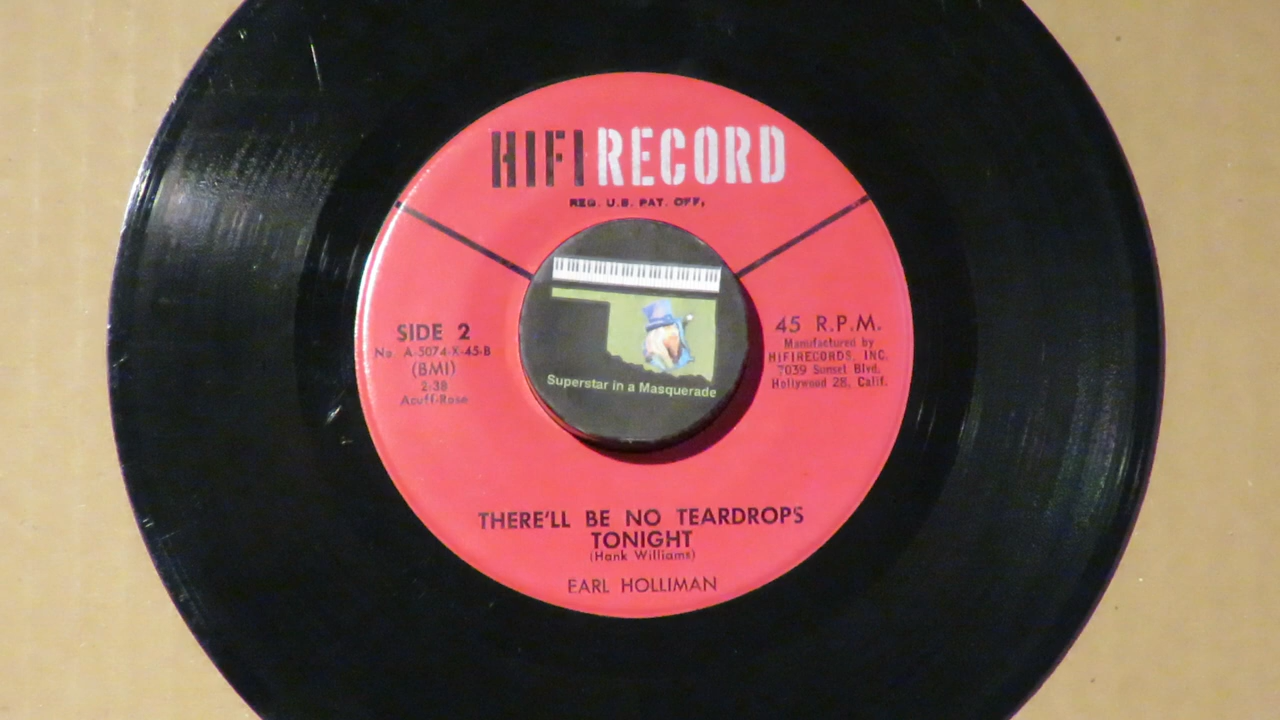 HIFIRECORD
REG. U.S. PAT. OFF.
SIDE 2
No. A-5074-X-45-B
(BMI)
2:38
Acuff-Rose
Superstar in a Masquerade
45 R.P.M.
Manufactured by
HIFIRECORDS, INC.
7039 Sunset Blvd.
Hollywood 28, Calif.
THERE'LL BE NO TEARDROPS
TONIGHT
(Hank Williams)
EARL HOLLIMAN